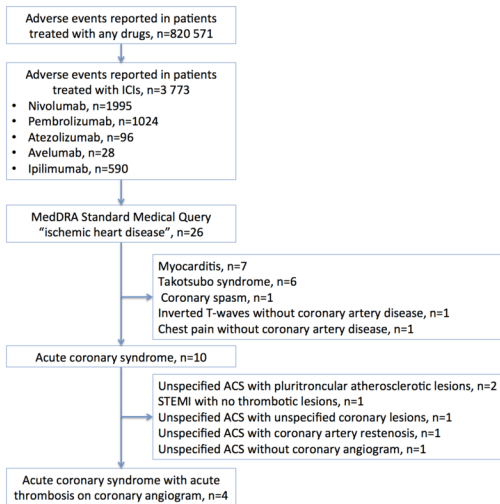 Adverse events reported in patients
treated with any drugs, n=820 571
Adverse events reported in patients
treated with ICIs, n=3 773
• Nivolumab, n=1995
• Pembrolizumab, n=1024
• Atezolizumab, n=96
• Avelumab, n=28
• Ipilimumab, n=590
MedDRA Standard Medical Query
“ischemic heart disease”, n=26
Myocarditis, n=7
Takotsubo syndrome, n=6
Coronary spasm, n=1
Inverted T-waves without coronary artery disease, n=1
Chest pain without coronary artery disease, n=1
Acute coronary syndrome, n=10
Unspecified ACS with pluritroncular atherosclerotic lesions, n=2
STEMI with no thrombotic lesions, n=1
Unspecified ACS with unspecified coronary lesions, n=1
Unspecified ACS with coronary artery restenosis, n=1
Unspecified ACS without coronary angiogram, n=1
Acute coronary syndrome with acute
thrombosis on coronary angiogram, n=4